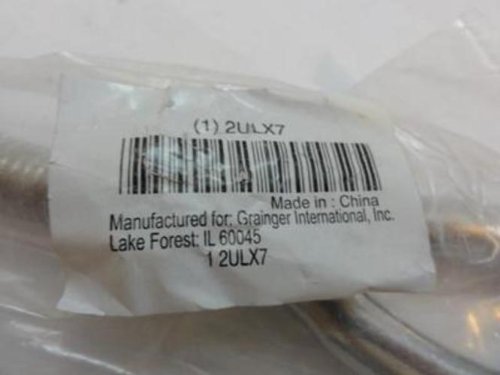 (1) 2ULX7
Made in : China
Manufactured for: Grainger International, Inc.
Lake Forest: IL 60045
1 2ULX7